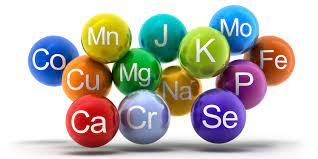 Mn J K Mo
Co Cu Mg Na P Fe
Ca Cr Se